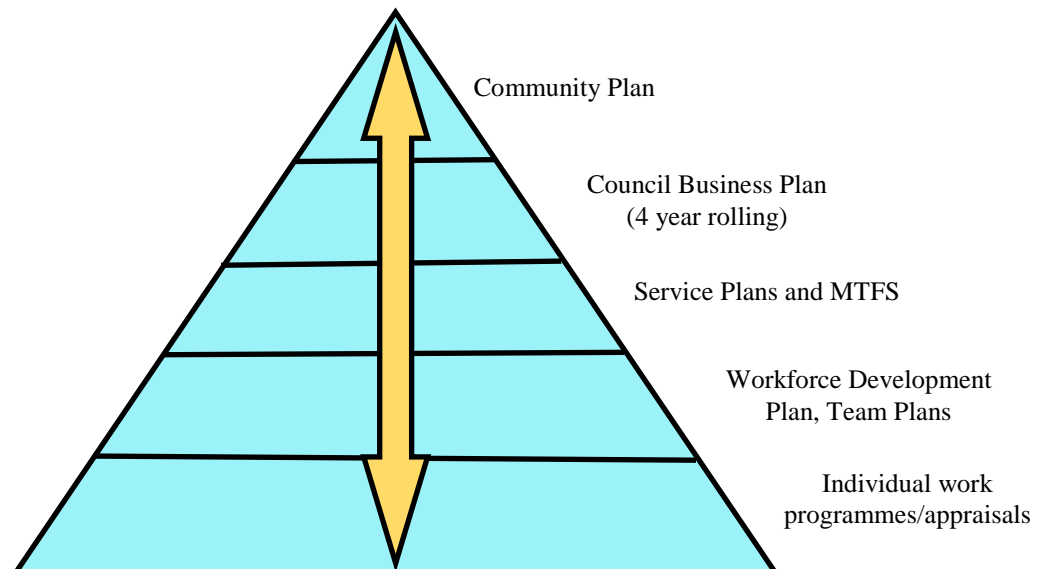 Community Plan
Council Business Plan
(4 year rolling)
Service Plans and MTFS
Workforce Development
Plan, Team Plans
Individual work
programmes/appraisals